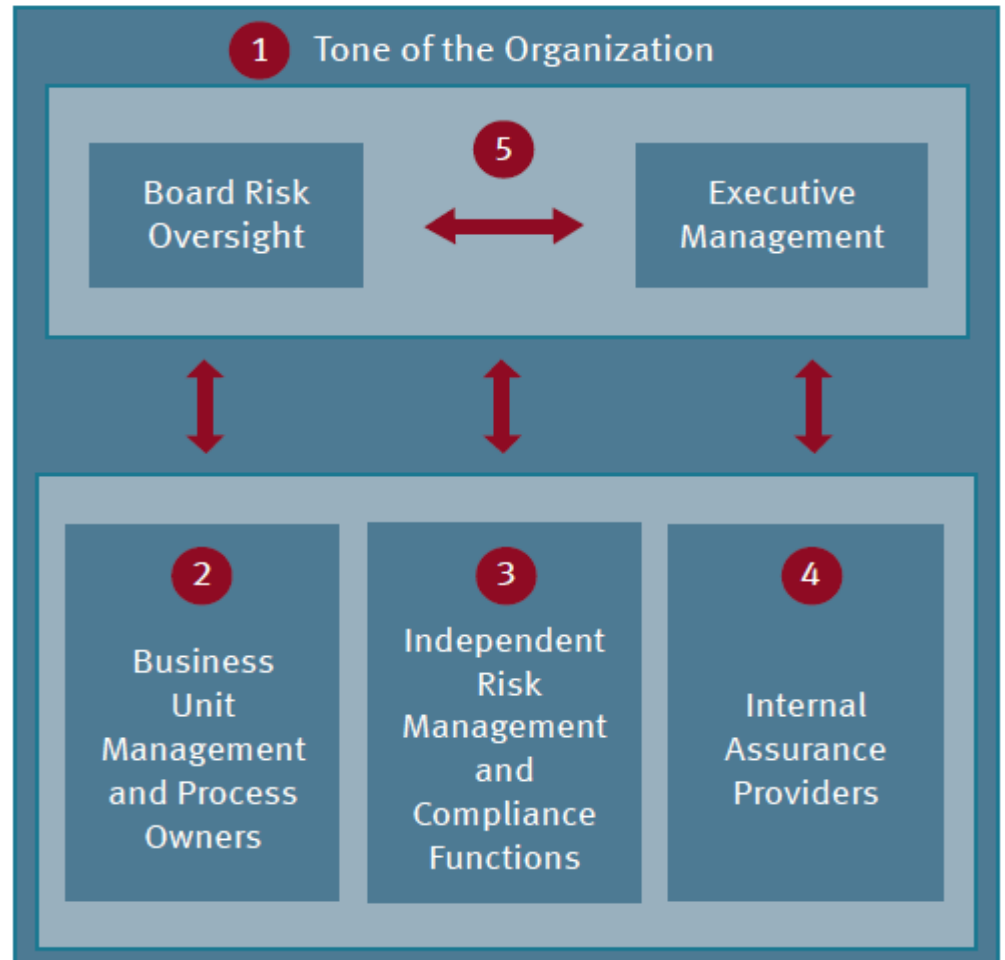 1 Tone of the Organization
5
Board Risk
Oversight
Executive
Management
2
Business
Unit
Management
and Process
Owners
3
Independent
Risk
Management
and
Compliance
Functions
4
Internal
Assurance
Providers